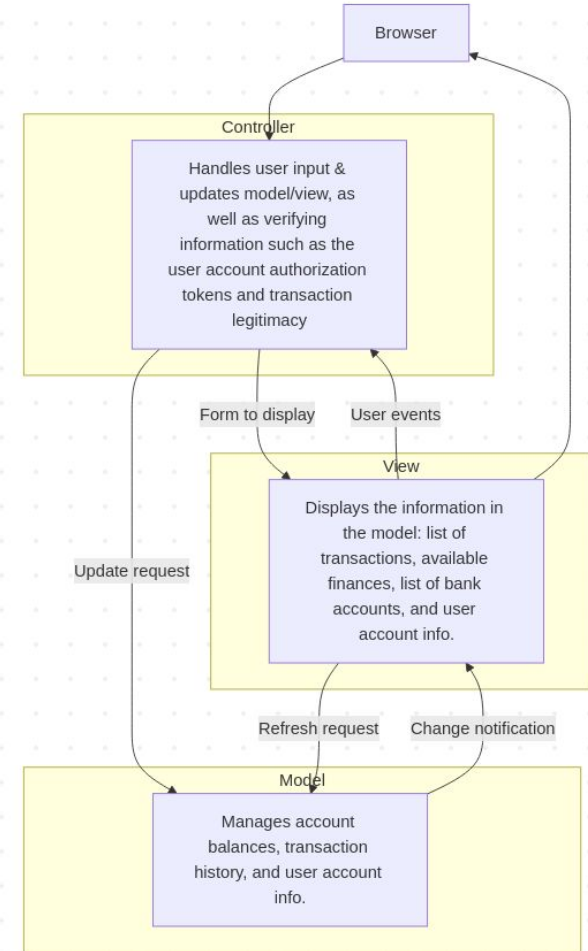 Browser
Controller
Handles user input &
updates model/view, as
well as verifying
information such as the
user account authorization
tokens and transaction
legitimacy
Form to display
User events
View
Displays the information in
the model: list of
transactions, available
finances, list of bank
accounts, and user
account info.
Update request
Refresh request
Change notification
Model
Manages account
balances, transaction
history, and user account
info.